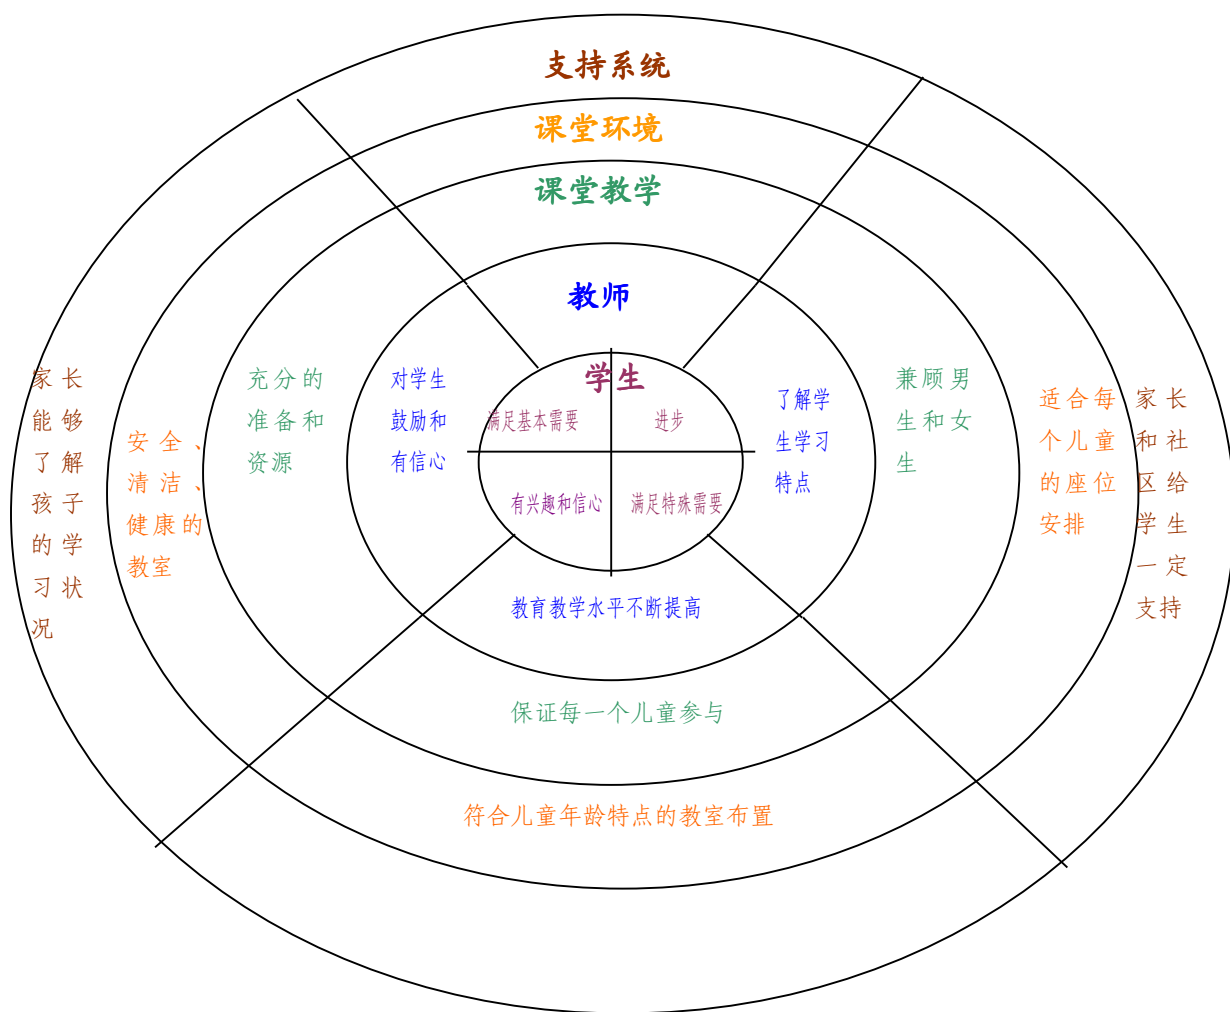 支持系统
课堂环境
课堂教学
教师
学生
满足基本需要
进步
有兴趣和信心
满足特殊需要
对学生
鼓励和
有信心
了解学
生学习
特点
教育教学水平不断提高
充分的
准备和
资源
兼顾男
生和女
生
保证每一个儿童参与
安全、
清洁、
健康的
教室
适合每
个儿童
的座位
安排
符合儿童年龄特点的教室布置
家长
能够
了解
孩子
的学
习状
况
家长
和社
区给
学生
一定
支持